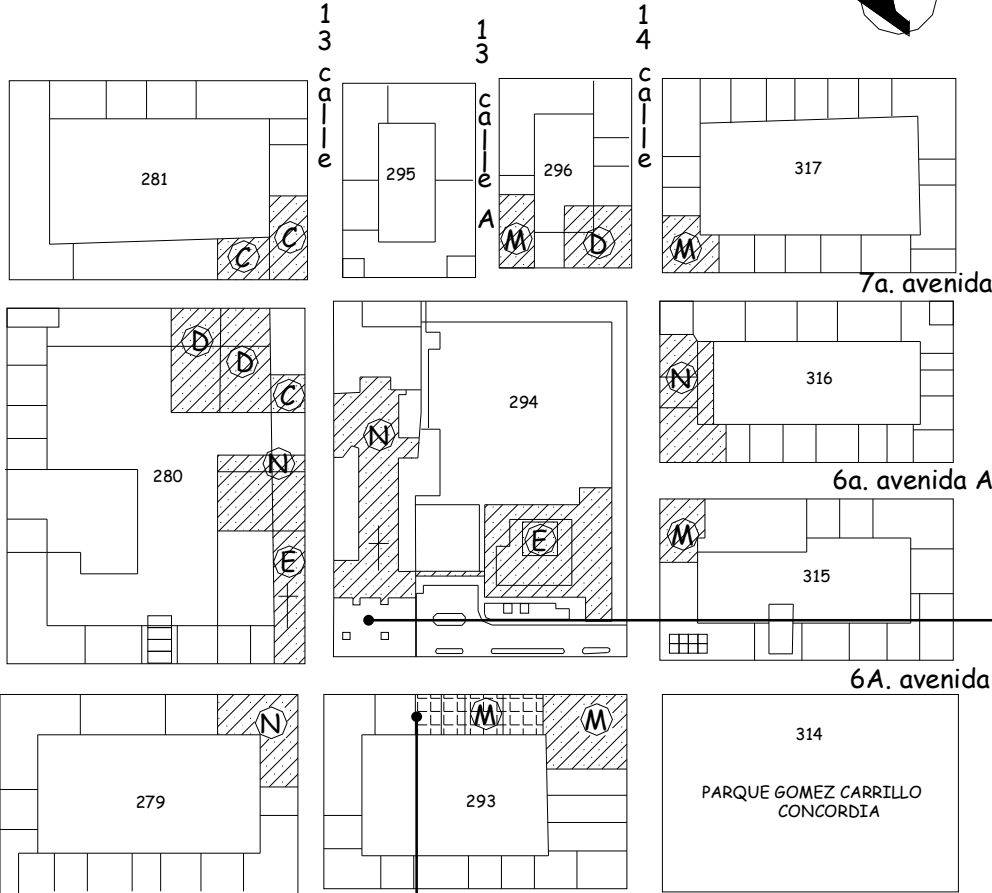 13 calle
13 calle A
14 calle
281
295
296
317
C
C
M
D
M
7a. avenida
D
D
C
N
280
E
N
294
E
N
316
6a. avenida A
M
315
6A. avenida
N
279
M
M
293
314
PARQUE GOMEZ CARRILLO
CONCORDIA